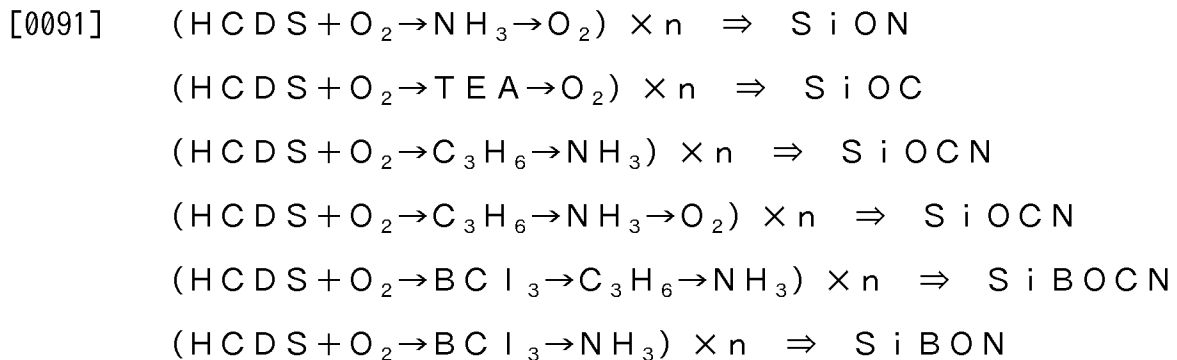 [0091] (HCDS+O₂→NH₃→O₂)×n ⇒ SiON
(HCDS+O₂→TEA→O₂)×n ⇒ SiOC
(HCDS+O₂→C₃H₆→NH₃)×n ⇒ SiOCN
(HCDS+O₂→C₃H₆→NH₃→O₂)×n ⇒ SiOCN
(HCDS+O₂→BCl₃→C₃H₆→NH₃)×n ⇒ SiBOCN
(HCDS+O₂→BCl₃→NH₃)×n ⇒ SiBON